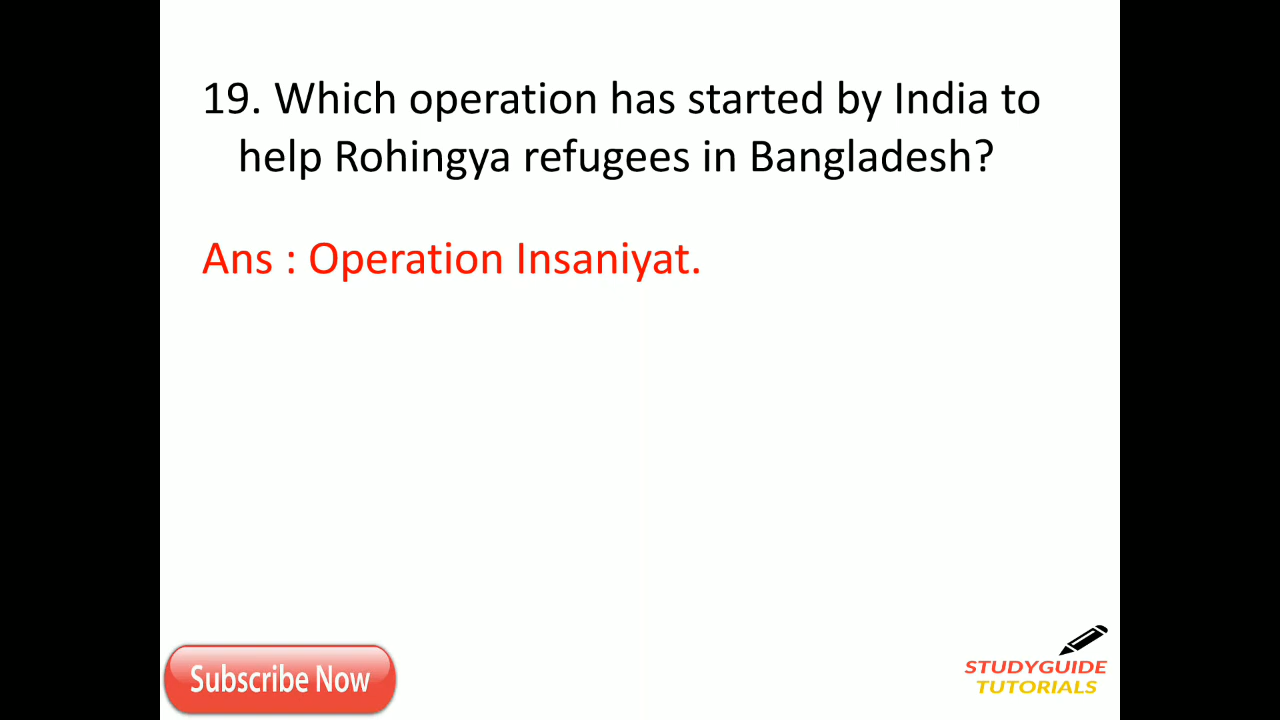 19. Which operation has started by India to
help Rohingya refugees in Bangladesh?
Ans : Operation Insaniyat.
Subscribe Now
STUDYGUIDE
TUTORIALS